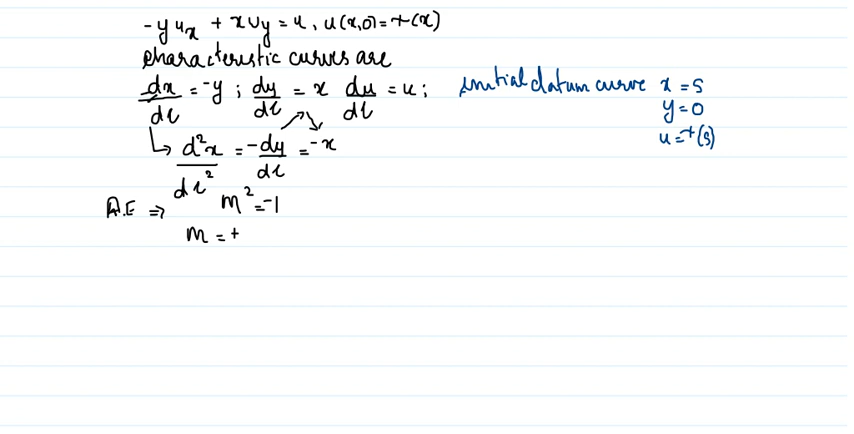 -y u_x + x u_y = u , u(x,0) = f(x)
characteristic curves are
dx/dt = -y ; dy/dt = x du/dt = u ; initial datum curve x = s
y = 0
u = f(s)
↳ d²x/dt² = -dy/dt = -x
A.E ⇒ m² = -1
m = +